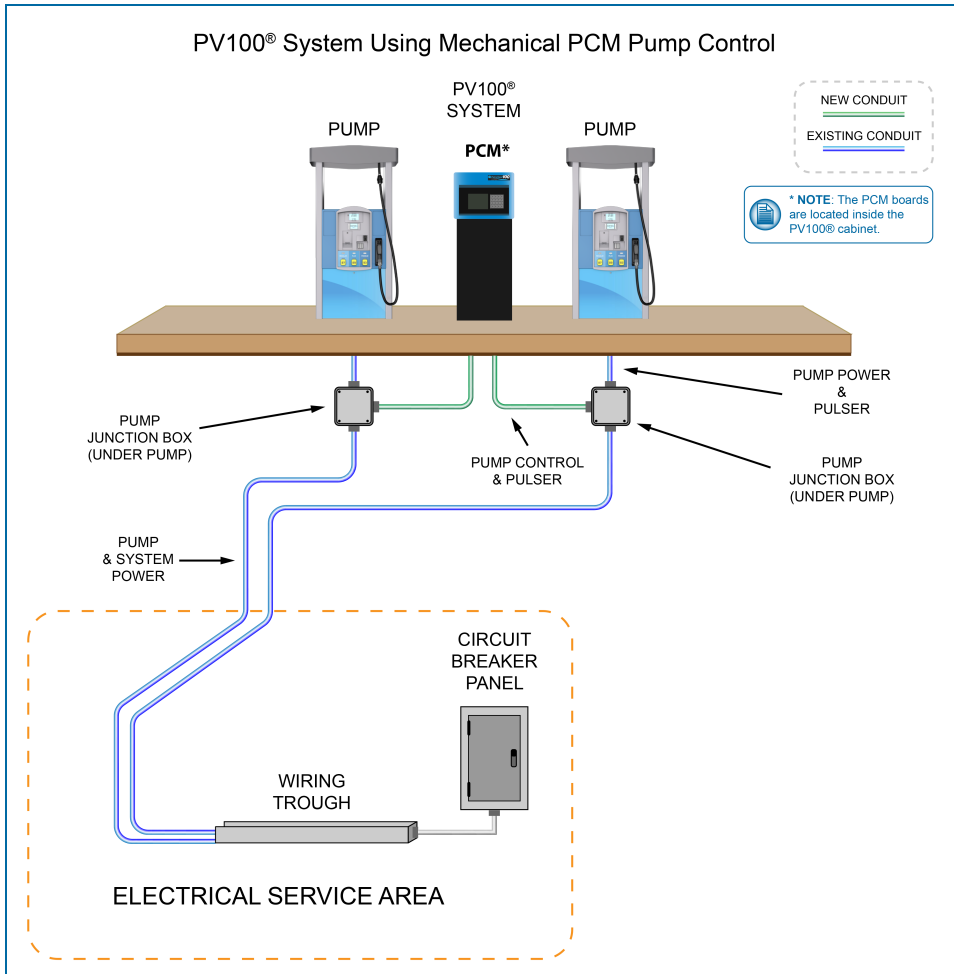 PV100® System Using Mechanical PCM Pump Control
PV100®
SYSTEM
PUMP
PUMP
PCM*
NEW CONDUIT
EXISTING CONDUIT
* NOTE: The PCM boards
are located inside the
PV100® cabinet.
PUMP POWER
&
PULSER
PUMP
JUNCTION BOX
(UNDER PUMP)
PUMP CONTROL
& PULSER
PUMP
JUNCTION BOX
(UNDER PUMP)
PUMP
& SYSTEM
POWER
CIRCUIT
BREAKER
PANEL
WIRING
TROUGH
ELECTRICAL SERVICE AREA